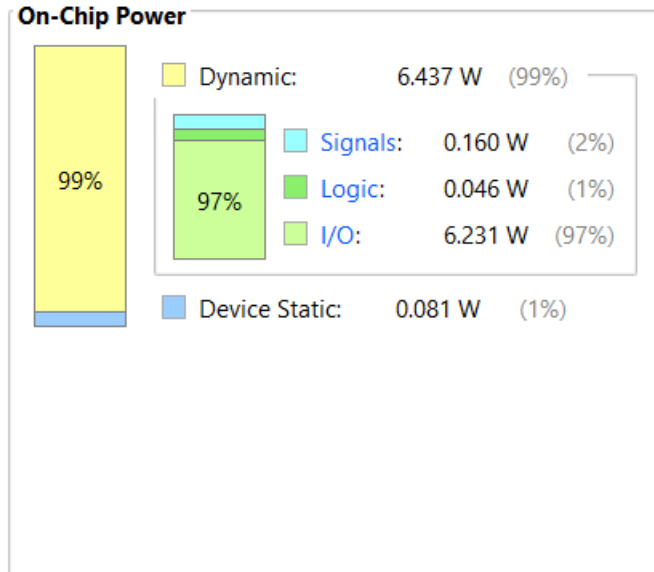 On-Chip Power
Dynamic: 6.437 W (99%)
99%
Signals: 0.160 W (2%)
Logic: 0.046 W (1%)
97%
I/O: 6.231 W (97%)
Device Static: 0.081 W (1%)